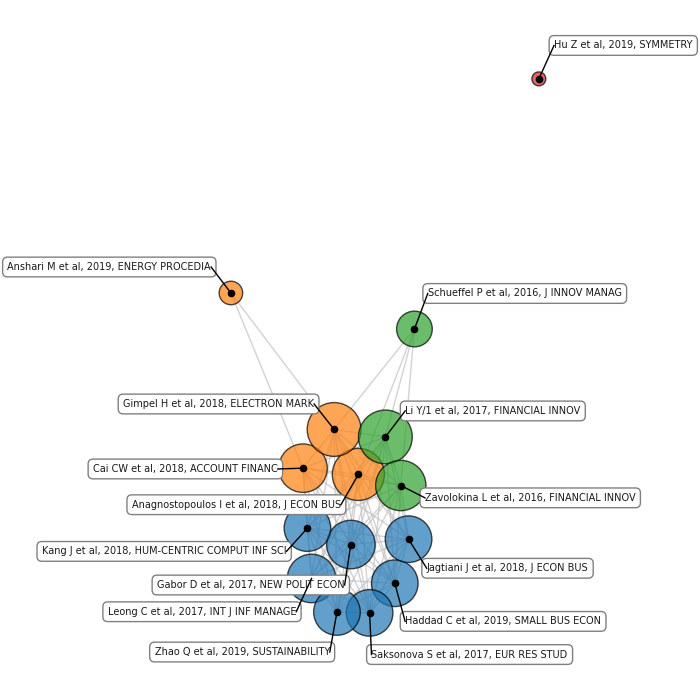 Hu Z et al, 2019, SYMMETRY
Anshari M et al, 2019, ENERGY PROCEDIA
Schueffel P et al, 2016, J INNOV MANAG
Gimpel H et al, 2018, ELECTRON MARK
Li Y/1 et al, 2017, FINANCIAL INNOV
Cai CW et al, 2018, ACCOUNT FINANC
Zavolokina L et al, 2016, FINANCIAL INNOV
Anagnostopoulos I et al, 2018, J ECON BUS
Kang J et al, 2018, HUM-CENTRIC COMPUT INF SCI
Jagtiani J et al, 2018, J ECON BUS
Gabor D et al, 2017, NEW POLIT ECON
Leong C et al, 2017, INT J INF MANAGE
Haddad C et al, 2019, SMALL BUS ECON
Zhao Q et al, 2019, SUSTAINABILITY
Saksonova S et al, 2017, EUR RES STUD